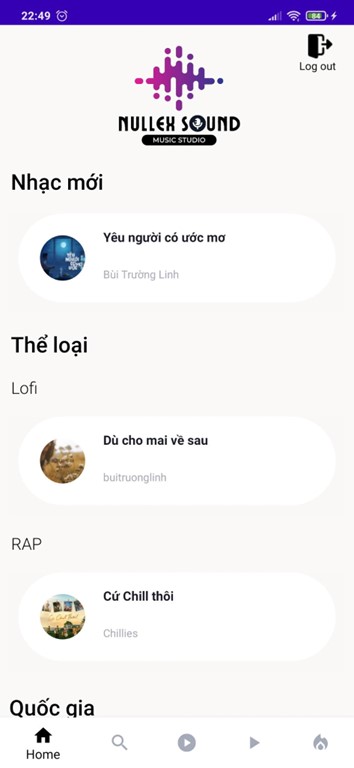 22:49
84
Log out
NULLEX SOUND
MUSIC STUDIO
Nhạc mới
Yêu người có ước mơ
Bùi Trường Linh
Thể loại
Lofi
Dù cho mai về sau
buitruonglinh
RAP
Cứ Chill thôi
Chillies
Quốc gia
Home